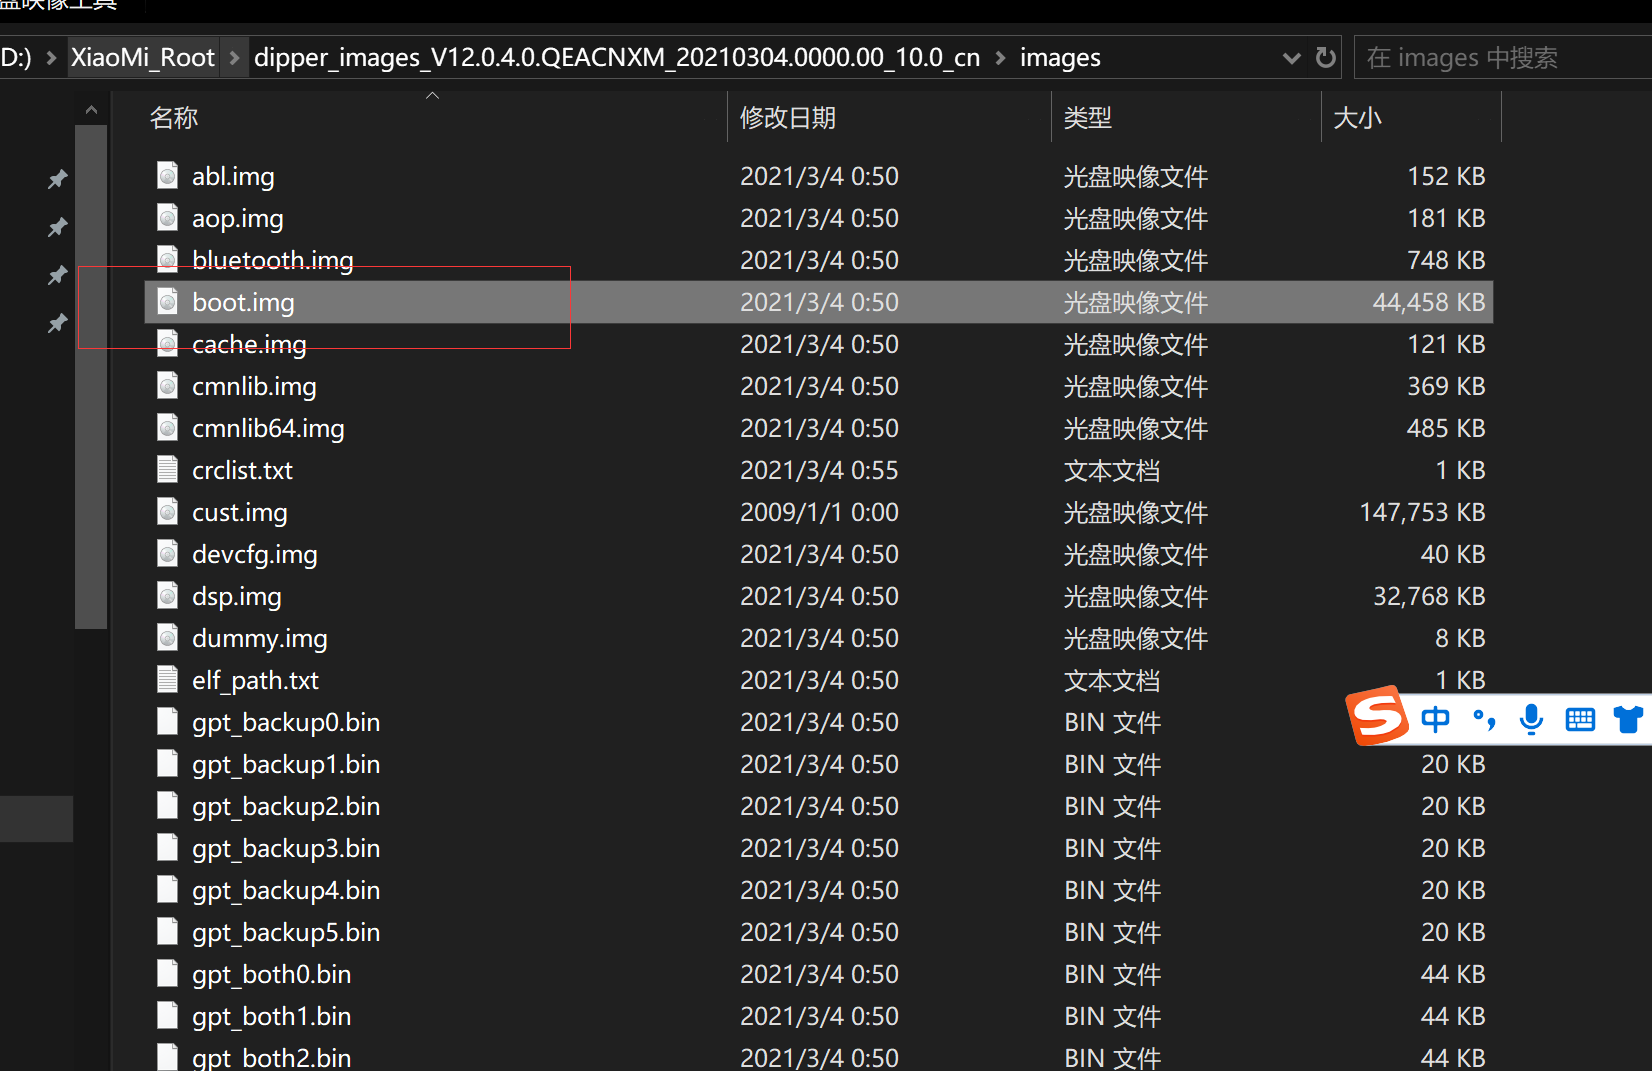 盘映像工具
D:) XiaoMi_Root dipper_images_V12.0.4.0.QEACNXM_20210304.0000.00_10.0_cn images 在 images 中搜索
名称 修改日期 类型 大小
abl.img 2021/3/4 0:50 光盘映像文件 152 KB
aop.img 2021/3/4 0:50 光盘映像文件 181 KB
bluetooth.img 2021/3/4 0:50 光盘映像文件 748 KB
boot.img 2021/3/4 0:50 光盘映像文件 44,458 KB
cache.img 2021/3/4 0:50 光盘映像文件 121 KB
cmnlib.img 2021/3/4 0:50 光盘映像文件 369 KB
cmnlib64.img 2021/3/4 0:50 光盘映像文件 485 KB
crclist.txt 2021/3/4 0:55 文本文档 1 KB
cust.img 2009/1/1 0:00 光盘映像文件 147,753 KB
devcfg.img 2021/3/4 0:50 光盘映像文件 40 KB
dsp.img 2021/3/4 0:50 光盘映像文件 32,768 KB
dummy.img 2021/3/4 0:50 光盘映像文件 8 KB
elf_path.txt 2021/3/4 0:50 文本文档 1 KB
gpt_backup0.bin 2021/3/4 0:50 BIN 文件
S 中 °,
gpt_backup1.bin 2021/3/4 0:50 BIN 文件 20 KB
gpt_backup2.bin 2021/3/4 0:50 BIN 文件 20 KB
gpt_backup3.bin 2021/3/4 0:50 BIN 文件 20 KB
gpt_backup4.bin 2021/3/4 0:50 BIN 文件 20 KB
gpt_backup5.bin 2021/3/4 0:50 BIN 文件 20 KB
gpt_both0.bin 2021/3/4 0:50 BIN 文件 44 KB
gpt_both1.bin 2021/3/4 0:50 BIN 文件 44 KB
gpt_both2.bin 2021/3/4 0:50 BIN 文件 44 KB